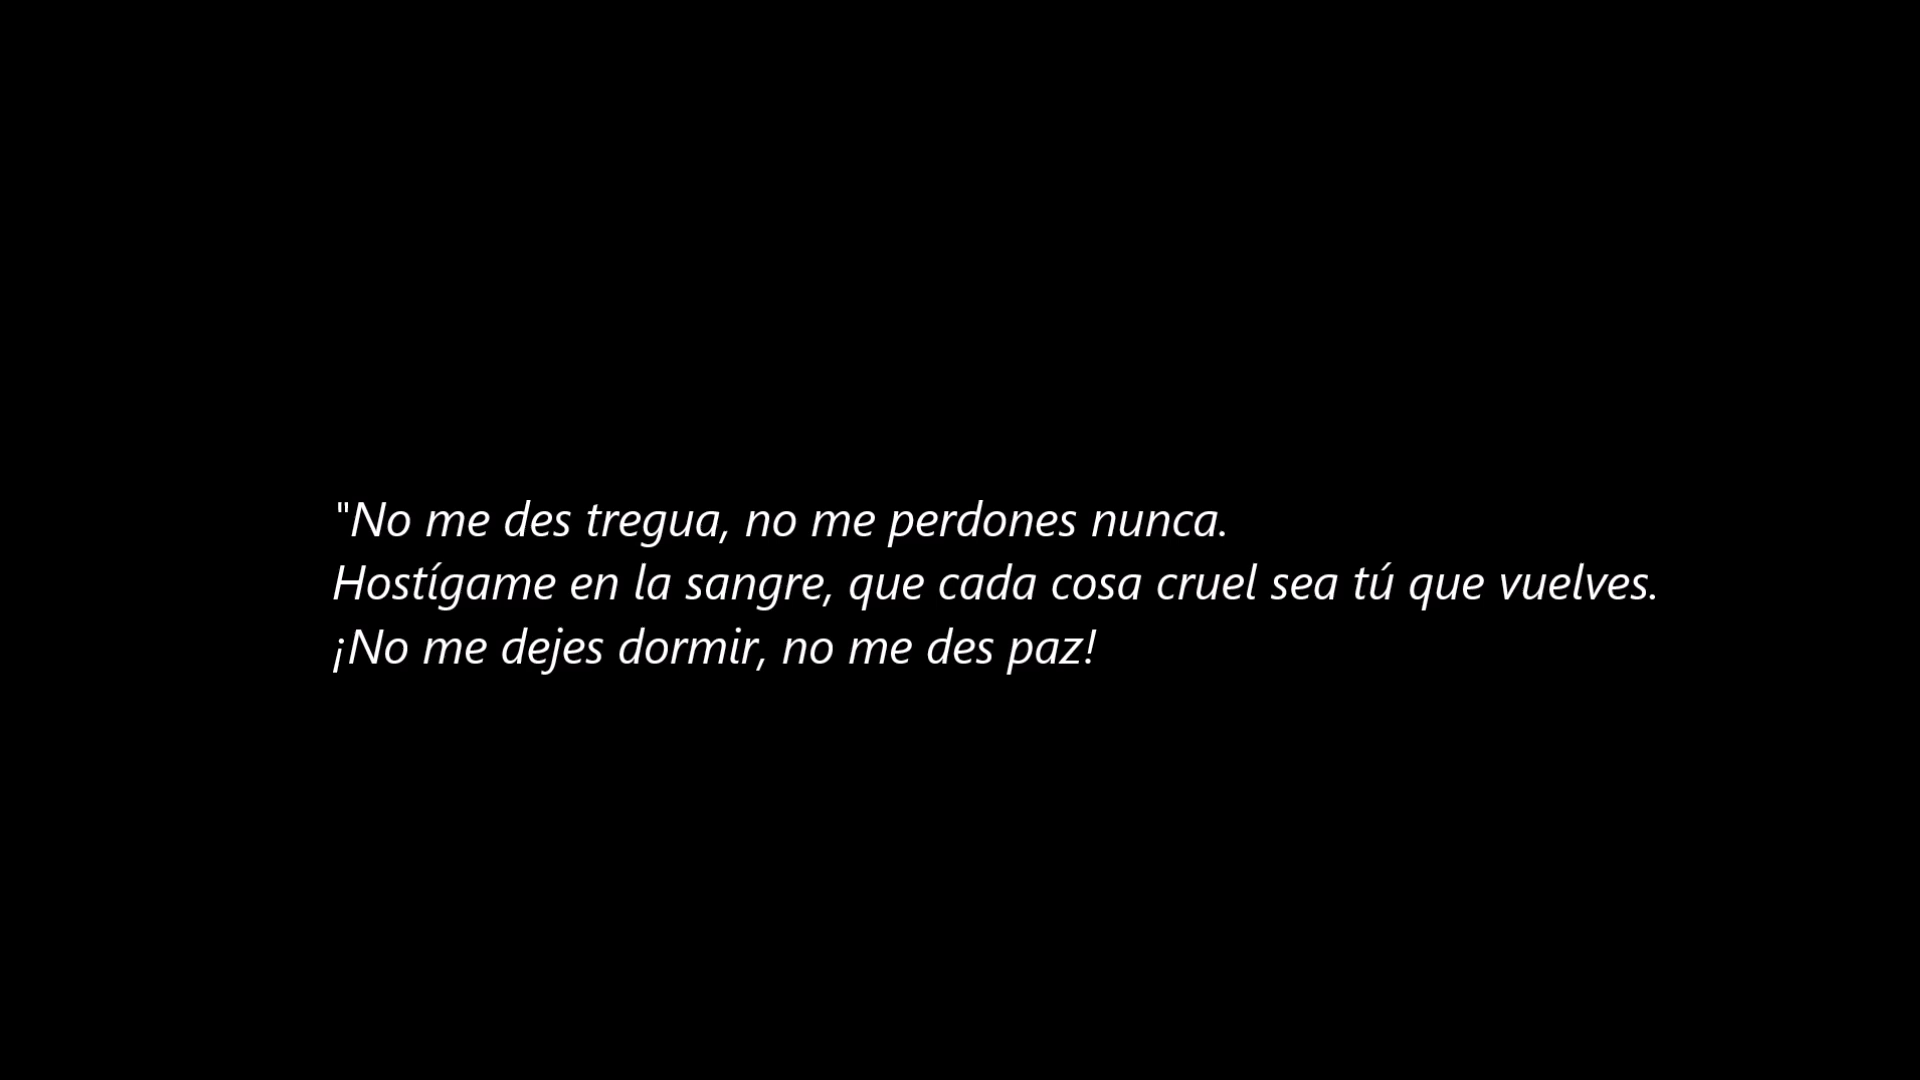 "No me des tregua, no me perdones nunca.
Hostígame en la sangre, que cada cosa cruel sea tú que vuelves.
¡No me dejes dormir, no me des paz!